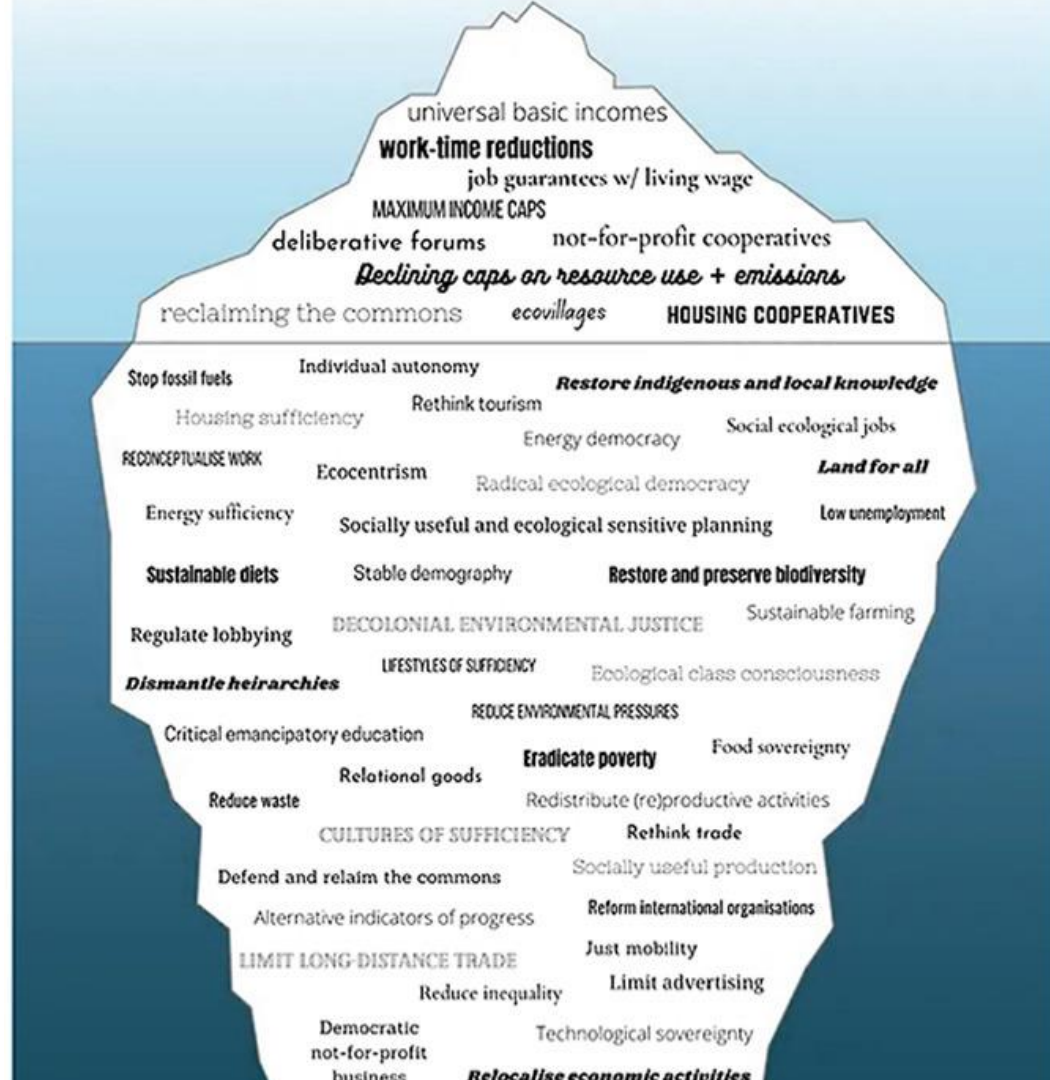 universal basic incomes
work-time reductions
job guarantees w/ living wage
MAXIMUM INCOME CAPS
deliberative forums
not-for-profit cooperatives
Declining caps on resource use + emissions
reclaiming the commons
ecovillages
HOUSING COOPERATIVES
Stop fossil fuels
Individual autonomy
Restore indigenous and local knowledge
Housing sufficiency
Rethink tourism
Energy democracy
Social ecological jobs
RECONCEPTUALISE WORK
Ecocentrism
Radical ecological democracy
Land for all
Energy sufficiency
Socially useful and ecological sensitive planning
Low unemployment
Sustainable diets
Stable demography
Restore and preserve biodiversity
Sustainable farming
Regulate lobbying
DECOLONIAL ENVIRONMENTAL JUSTICE
LIFESTYLES OF SUFFICIENCY
Ecological class consciousness
Dismantle heirarchies
REDUCE ENVIRONMENTAL PRESSURES
Critical emancipatory education
Eradicate poverty
Food sovereignty
Relational goods
Reduce waste
Redistribute (re)productive activities
CULTURES OF SUFFICIENCY
Rethink trade
Defend and relaim the commons
Socially useful production
Alternative indicators of progress
Reform international organisations
LIMIT LONG-DISTANCE TRADE
Just mobility
Reduce inequality
Limit advertising
Democratic
not-for-profit
business
Technological sovereignty
Relocalise economic activities